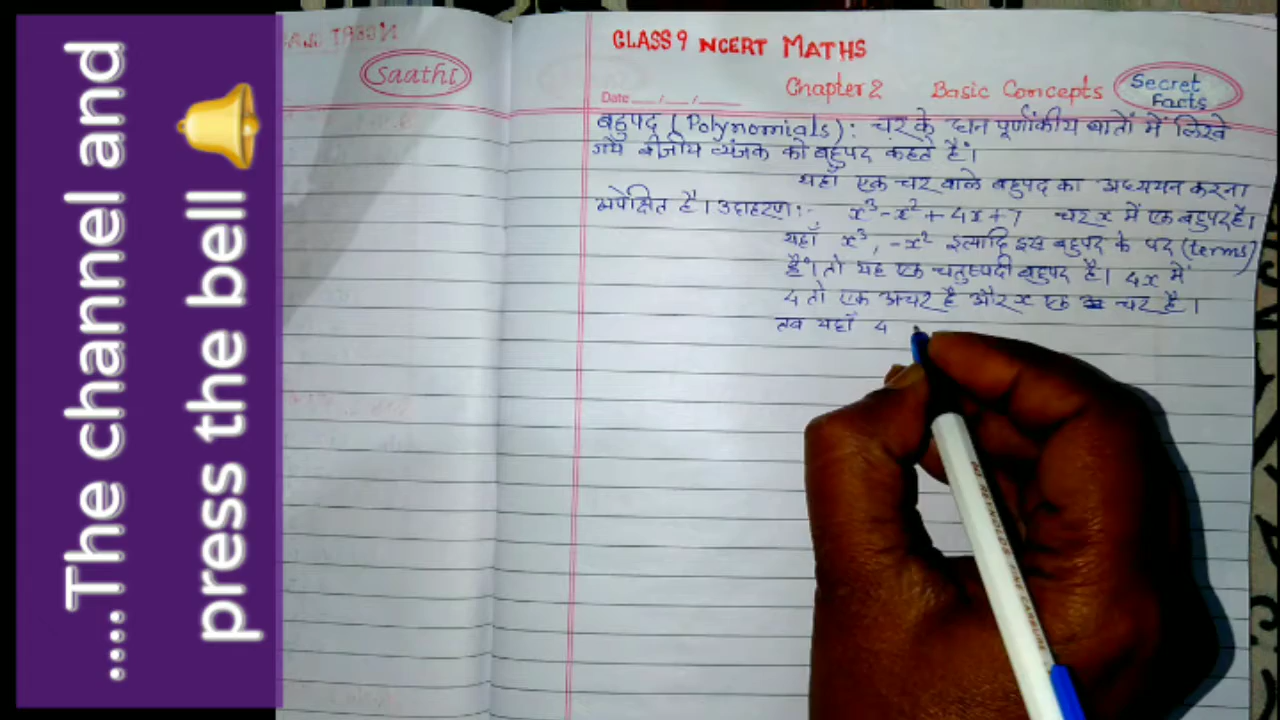 ....The channel and
press the bell 🔔
Saathi
CLASS 9 NCERT MATHS
Chapter 2 Basic Concepts Secret Facts
Date __/__/____
बहुपद (Polynomials): चर के धन पूर्णांकीय घातों में लिखे
गये बीजीय व्यंजक को बहुपद कहते हैं।
यहाँ एक चर वाले बहुपद का अध्ययन करना
अपेक्षित है। उदाहरण:- x³-x²+4x+7 चर x में एक बहुपद है।
यहाँ x³, -x² इत्यादि इस बहुपद के पद (terms)
हैं। तो यह एक चतुष्पदी बहुपद है। 4x में
4 तो एक अचर है और x एक चर है।
तब यहाँ 4